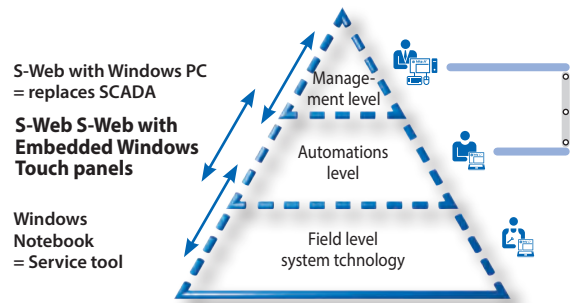 S-Web with Windows PC
= replaces SCADA
S-Web S-Web with
Embedded Windows
Touch panels
Windows
Notebook
= Service tool
Manage-
ment level
Automations
level
Field level
system tchnology